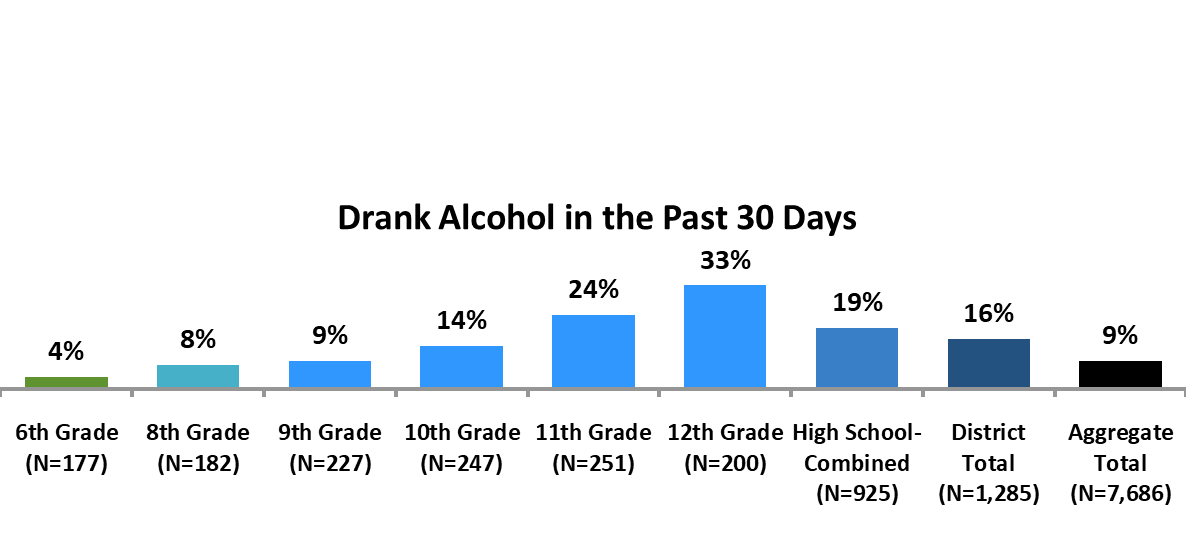 Drank Alcohol in the Past 30 Days
4%
8%
9%
14%
24%
33%
19%
16%
9%
6th Grade
(N=177)
8th Grade
(N=182)
9th Grade
(N=227)
10th Grade
(N=247)
11th Grade
(N=251)
12th Grade
(N=200)
High School-
Combined
(N=925)
District
Total
(N=1,285)
Aggregate
Total
(N=7,686)